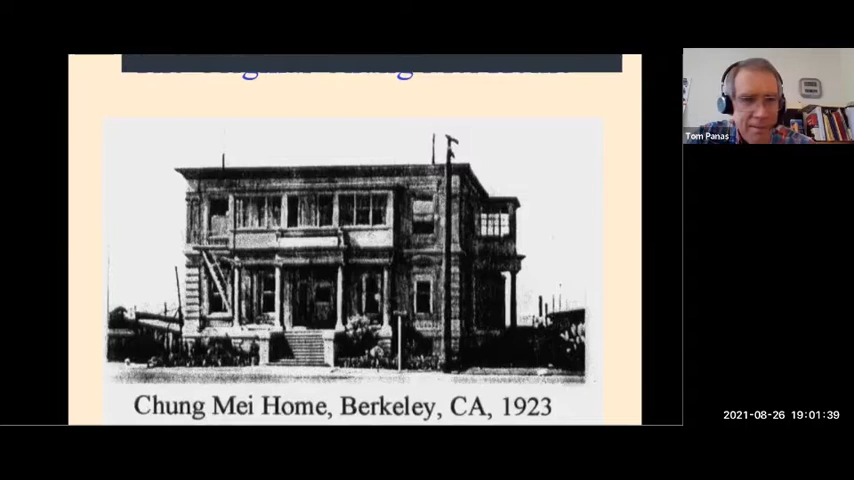 Tom Panas
Chung Mei Home, Berkeley, CA, 1923
2021-08-26 19:01:39